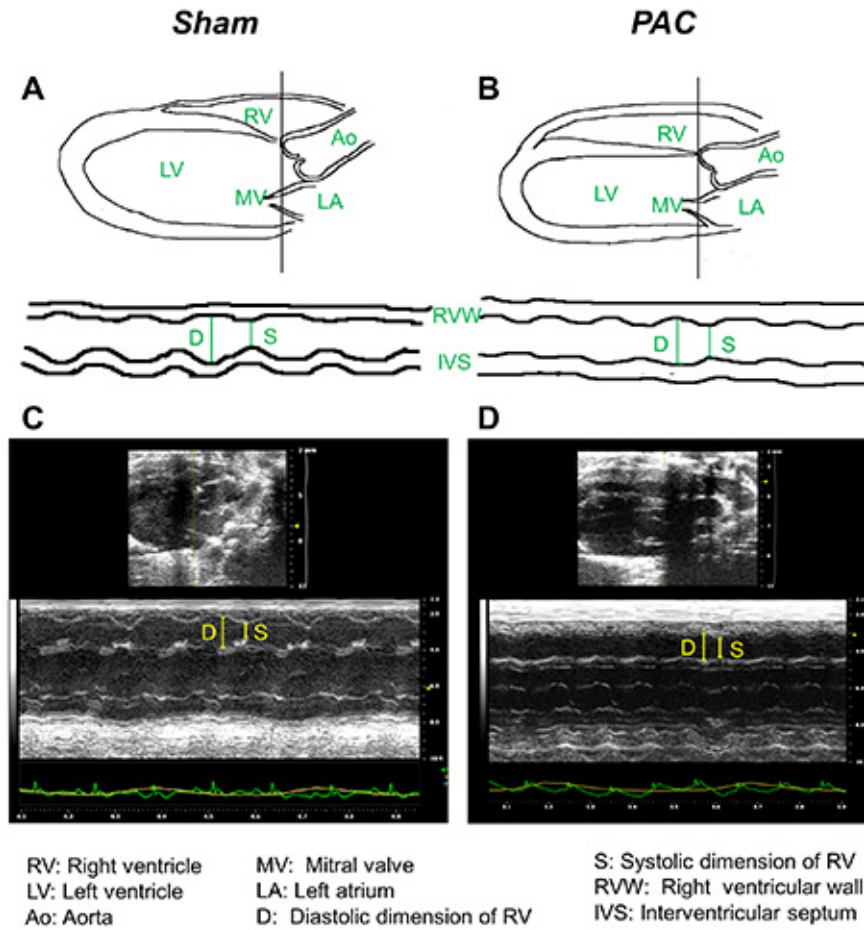 Sham PAC
A B
RV RV
Ao Ao
LV LV
MV LA MV LA
RVW
D S D S
IVS
C D
D S D S
RV: Right ventricle MV: Mitral valve S: Systolic dimension of RV
LV: Left ventricle LA: Left atrium RVW: Right ventricular wall
Ao: Aorta D: Diastolic dimension of RV IVS: Interventricular septum